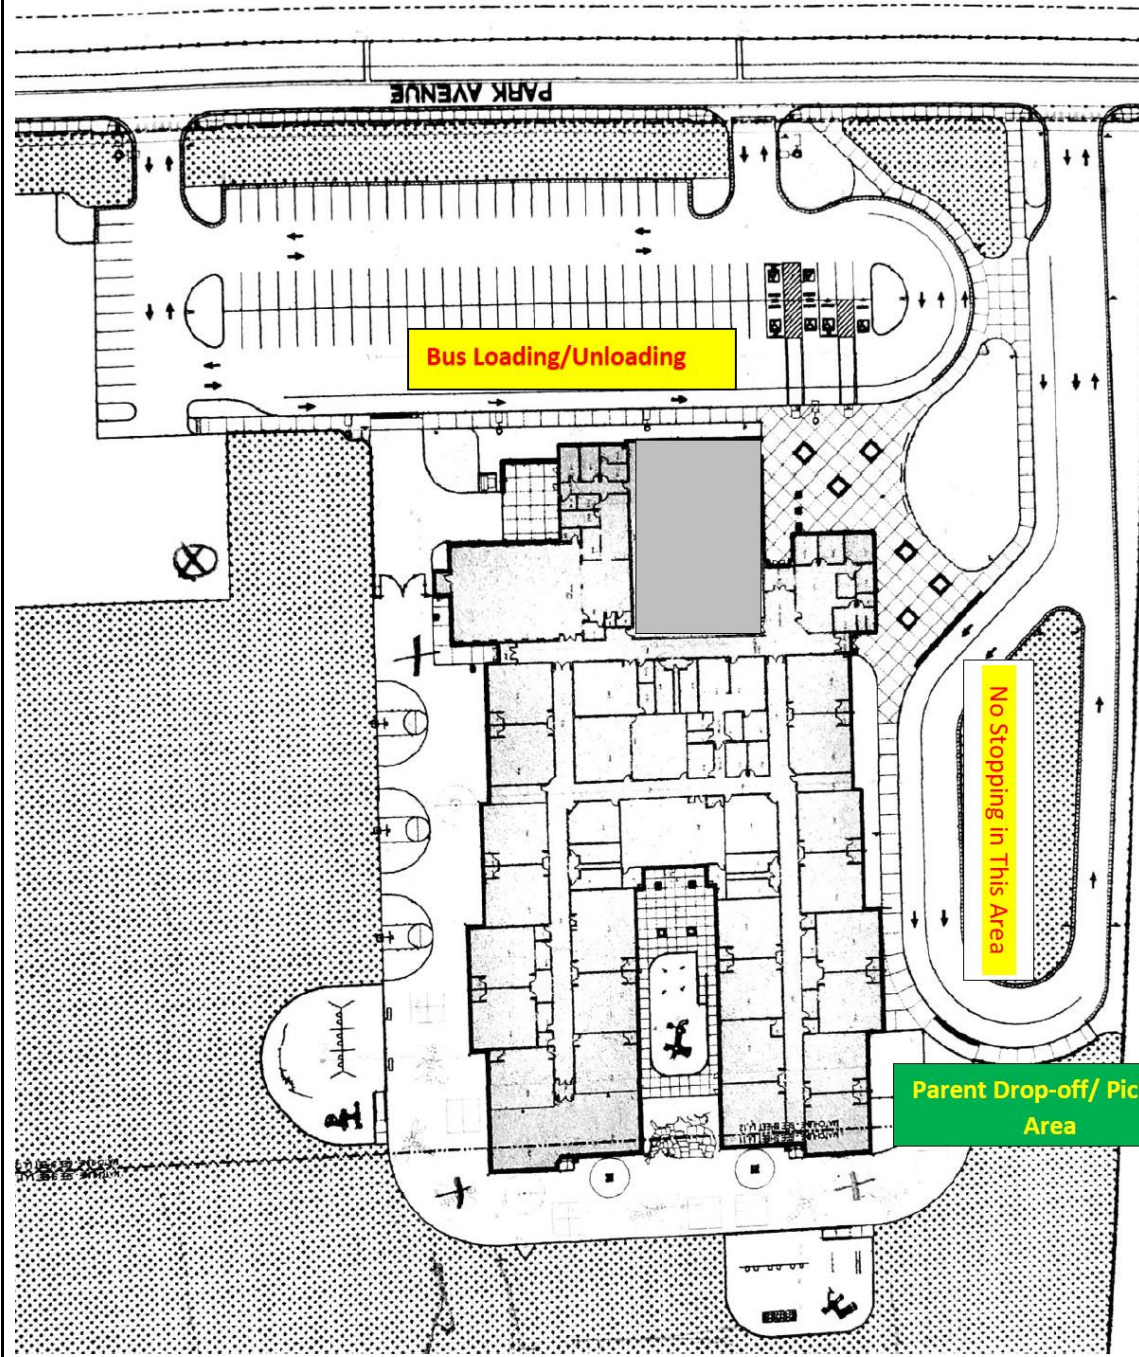 PARK AVENUE
Bus Loading/Unloading
No Stopping in This Area
Parent Drop-off/ Pic
Area